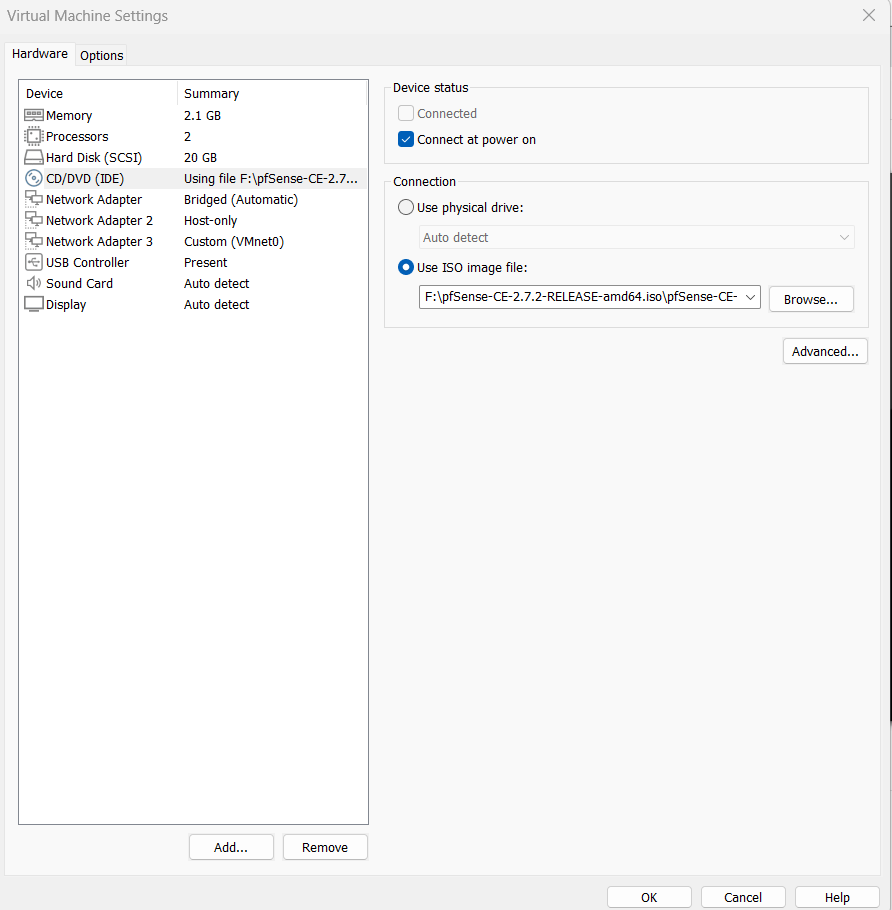 Virtual Machine Settings
Hardware Options
Device Summary
Memory 2.1 GB
Processors 2
Hard Disk (SCSI) 20 GB
CD/DVD (IDE) Using file F:\pfSense-CE-2.7...
Network Adapter Bridged (Automatic)
Network Adapter 2 Host-only
Network Adapter 3 Custom (VMnet0)
USB Controller Present
Sound Card Auto detect
Display Auto detect
Add... Remove
Device status
Connected
Connect at power on
Connection
Use physical drive:
Auto detect
Use ISO image file:
F:\pfSense-CE-2.7.2-RELEASE-amd64.iso\pfSense-CE- Browse...
Advanced...
OK Cancel Help